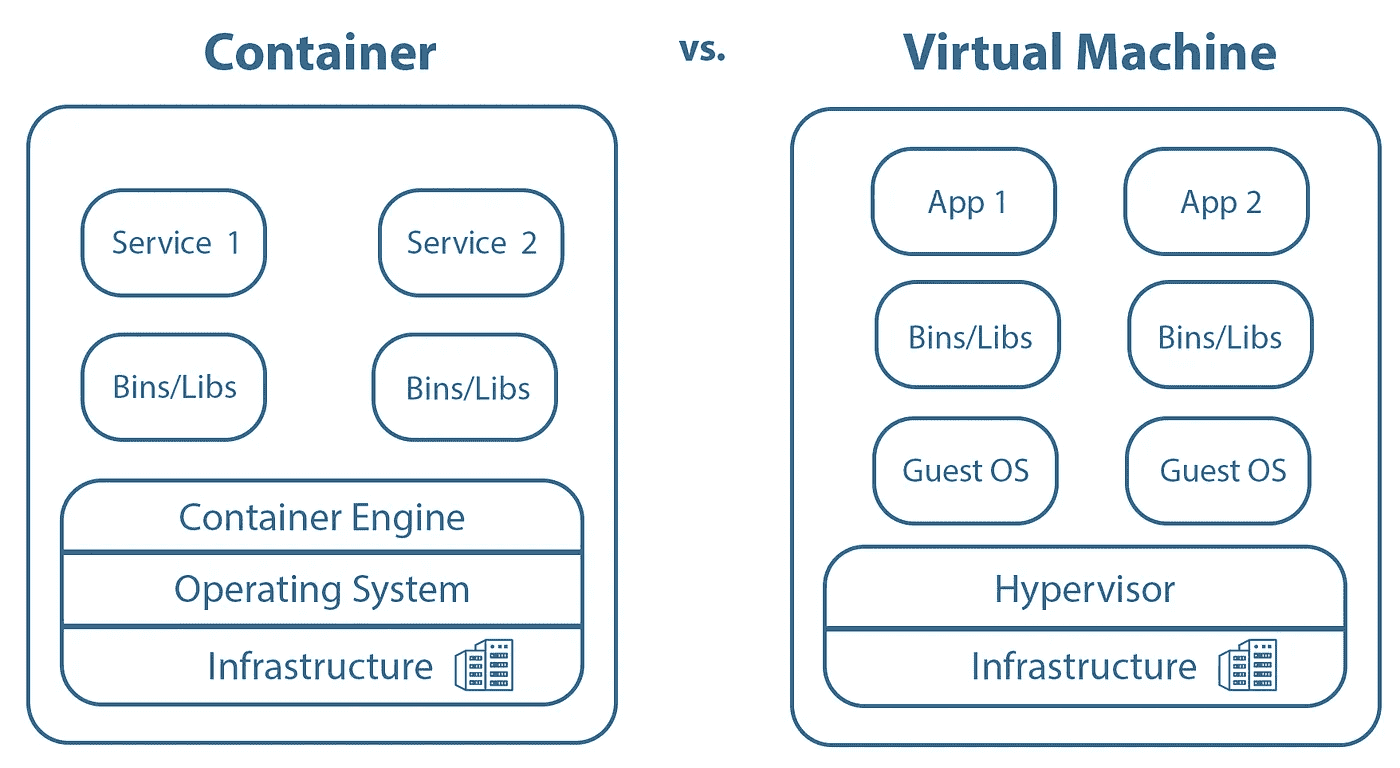 Container
vs.
Virtual Machine
Service 1
Service 2
Bins/Libs
Bins/Libs
Container Engine
Operating System
Infrastructure
App 1
App 2
Bins/Libs
Bins/Libs
Guest OS
Guest OS
Hypervisor
Infrastructure